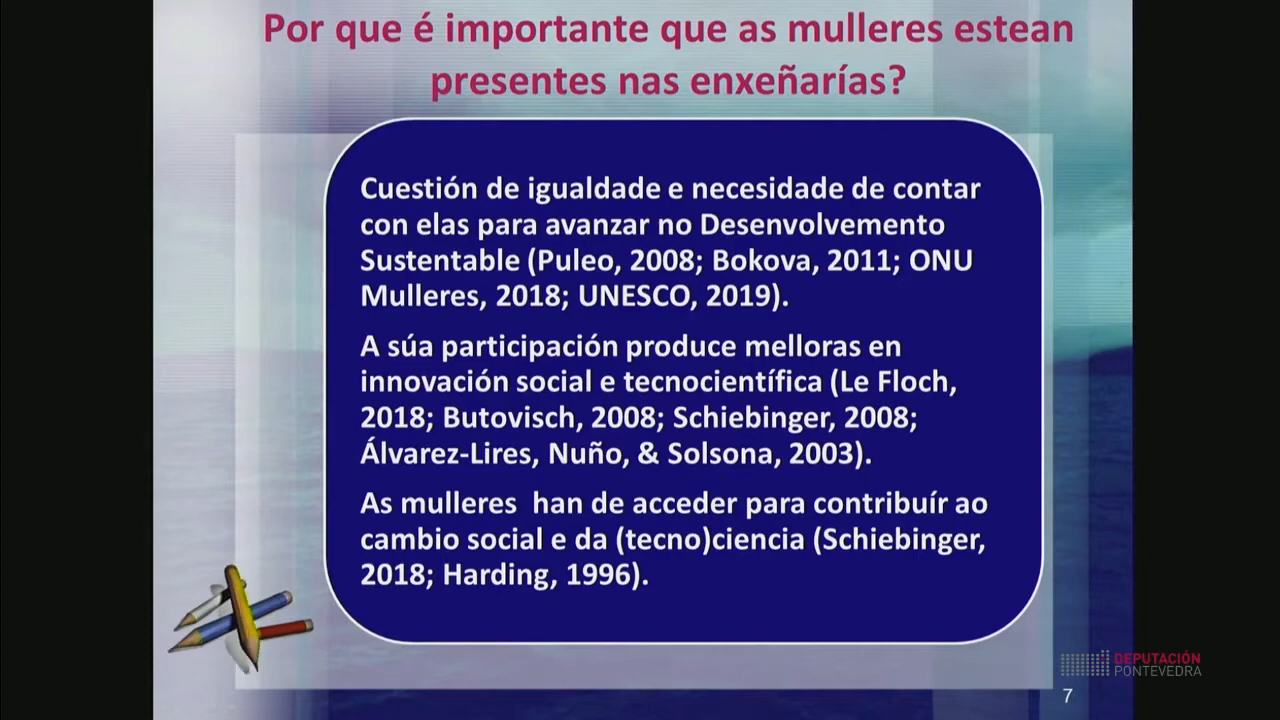 Por que é importante que as mulleres estean
presentes nas enxeñarías?
Cuestión de igualdade e necesidade de contar
con elas para avanzar no Desenvolvemento
Sustentable (Puleo, 2008; Bokova, 2011; ONU
Mulleres, 2018; UNESCO, 2019).
A súa participación produce melloras en
innovación social e tecnocientífica (Le Floch,
2018; Butovisch, 2008; Schiebinger, 2008;
Álvarez-Lires, Nuño, & Solsona, 2003).
As mulleres  han de acceder para contribuír ao
cambio social e da (tecno)ciencia (Schiebinger,
2018; Harding, 1996).
DEPUTACIÓN
PONTEVEDRA
7